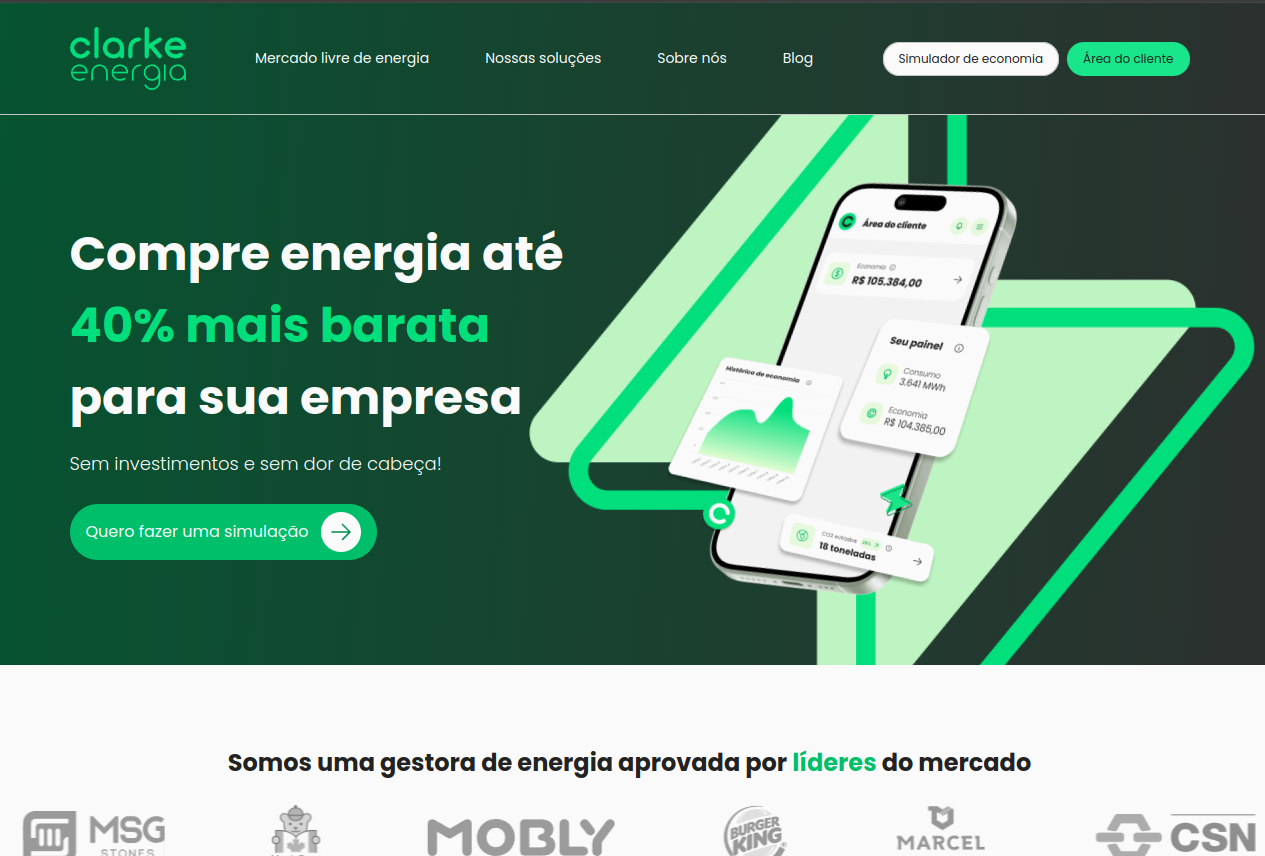 clarke
energia
Mercado livre de energia
Nossas soluções
Sobre nós
Blog
Simulador de economia
Área do cliente
Compre energia até
40% mais barata
para sua empresa
Sem investimentos e sem dor de cabeça!
Quero fazer uma simulação
Área do cliente
Economia
R$ 105.384,00
Seu painel
Consumo
3.641 MWh
Economia
R$ 104.385,00
Histórico de economia
CO2 evitados
18 toneladas
Somos uma gestora de energia aprovada por líderes do mercado
MSG
STONES
MOBLY
BURGER
KING
MARCEL
CSN